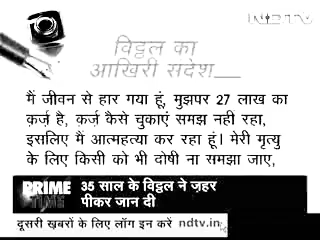 NDTV
विट्ठल का
आखिरी संदेश__
मैं जीवन से हार गया हूं, मुझपर 27 लाख का
क़र्ज़ है, क़र्ज़ कैसे चुकाएं समझ नहीं रहा,
इसलिए मैं आत्महत्या कर रहा हूं। मेरी मृत्यु
के लिए किसी को भी दोषी ना समझा जाए,
PRIME
TIME
35 साल के विट्ठल ने ज़हर
पीकर जान दी
दूसरी ख़बरों के लिए लॉग इन करें ndtv.in